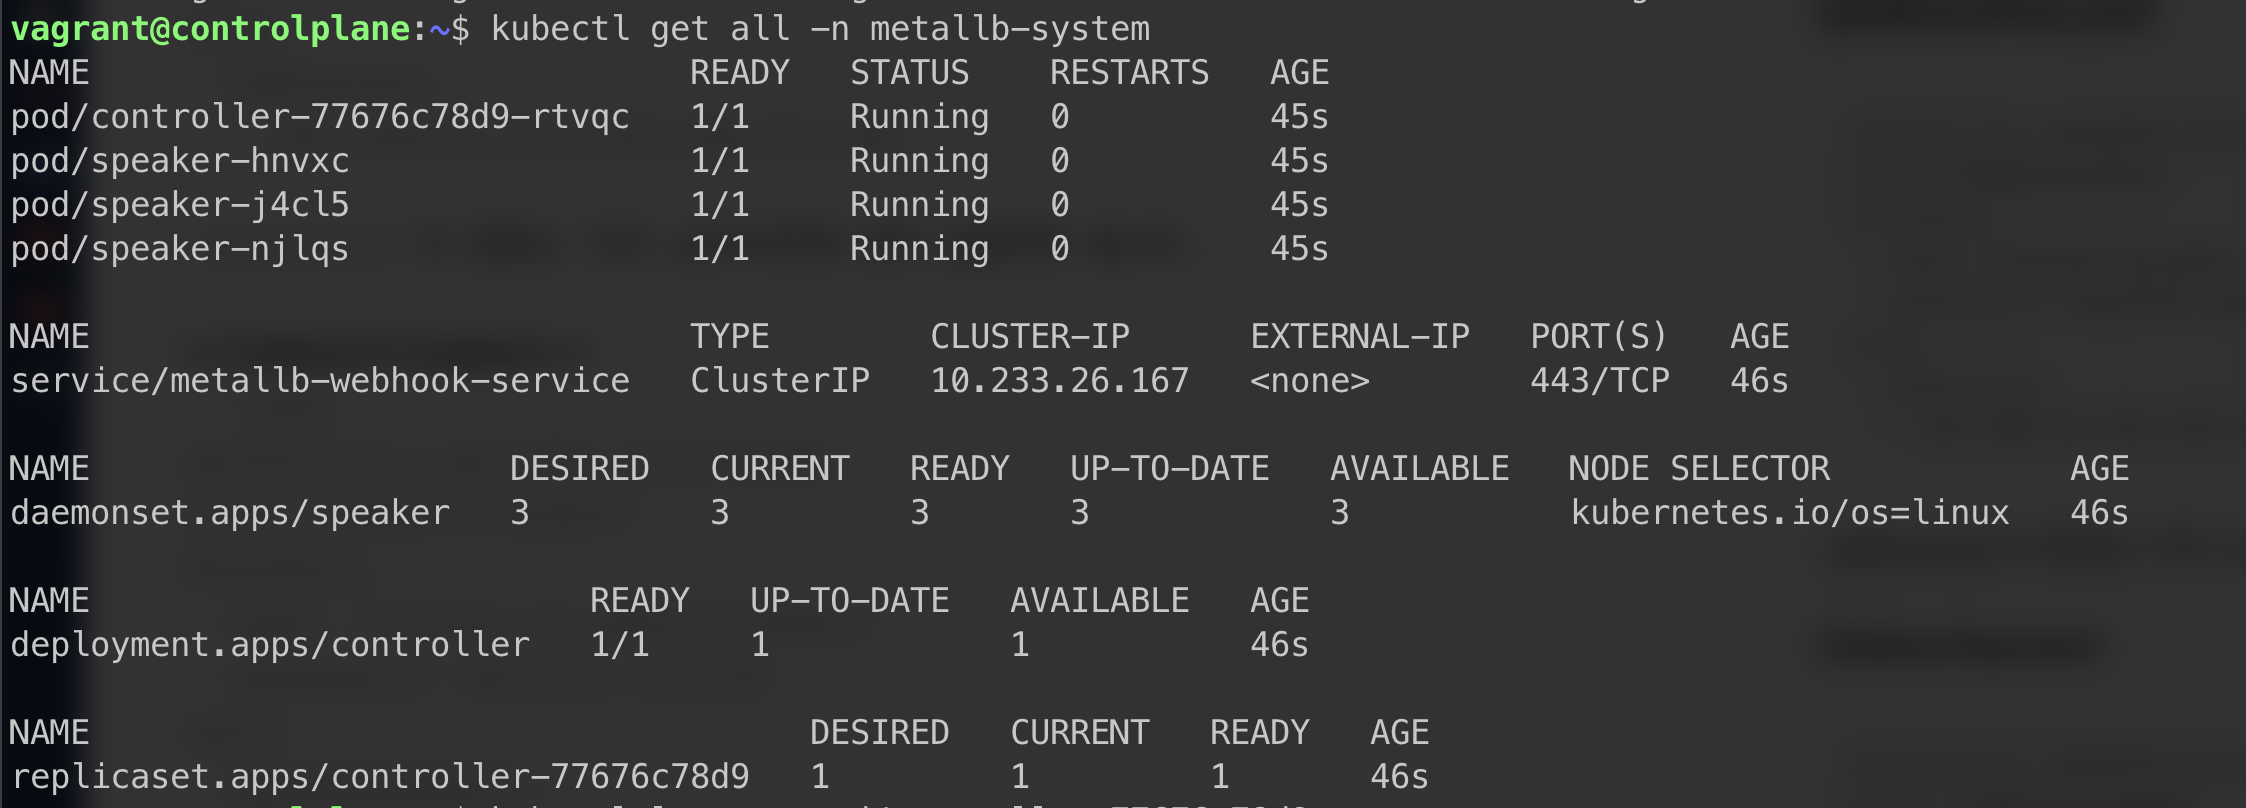 vagrant@controlplane:~$ kubectl get all -n metallb-system
NAME                              READY   STATUS    RESTARTS   AGE
pod/controller-77676c78d9-rtvqc   1/1     Running   0          45s
pod/speaker-hnvxc                 1/1     Running   0          45s
pod/speaker-j4cl5                 1/1     Running   0          45s
pod/speaker-njlqs                 1/1     Running   0          45s
NAME                              TYPE        CLUSTER-IP      EXTERNAL-IP   PORT(S)   AGE
service/metallb-webhook-service   ClusterIP   10.233.26.167   <none>        443/TCP   46s
NAME                     DESIRED   CURRENT   READY   UP-TO-DATE   AVAILABLE   NODE SELECTOR            AGE
daemonset.apps/speaker   3         3         3       3            3           kubernetes.io/os=linux   46s
NAME                         READY   UP-TO-DATE   AVAILABLE   AGE
deployment.apps/controller   1/1     1            1           46s
NAME                                    DESIRED   CURRENT   READY   AGE
replicaset.apps/controller-77676c78d9   1         1         1       46s